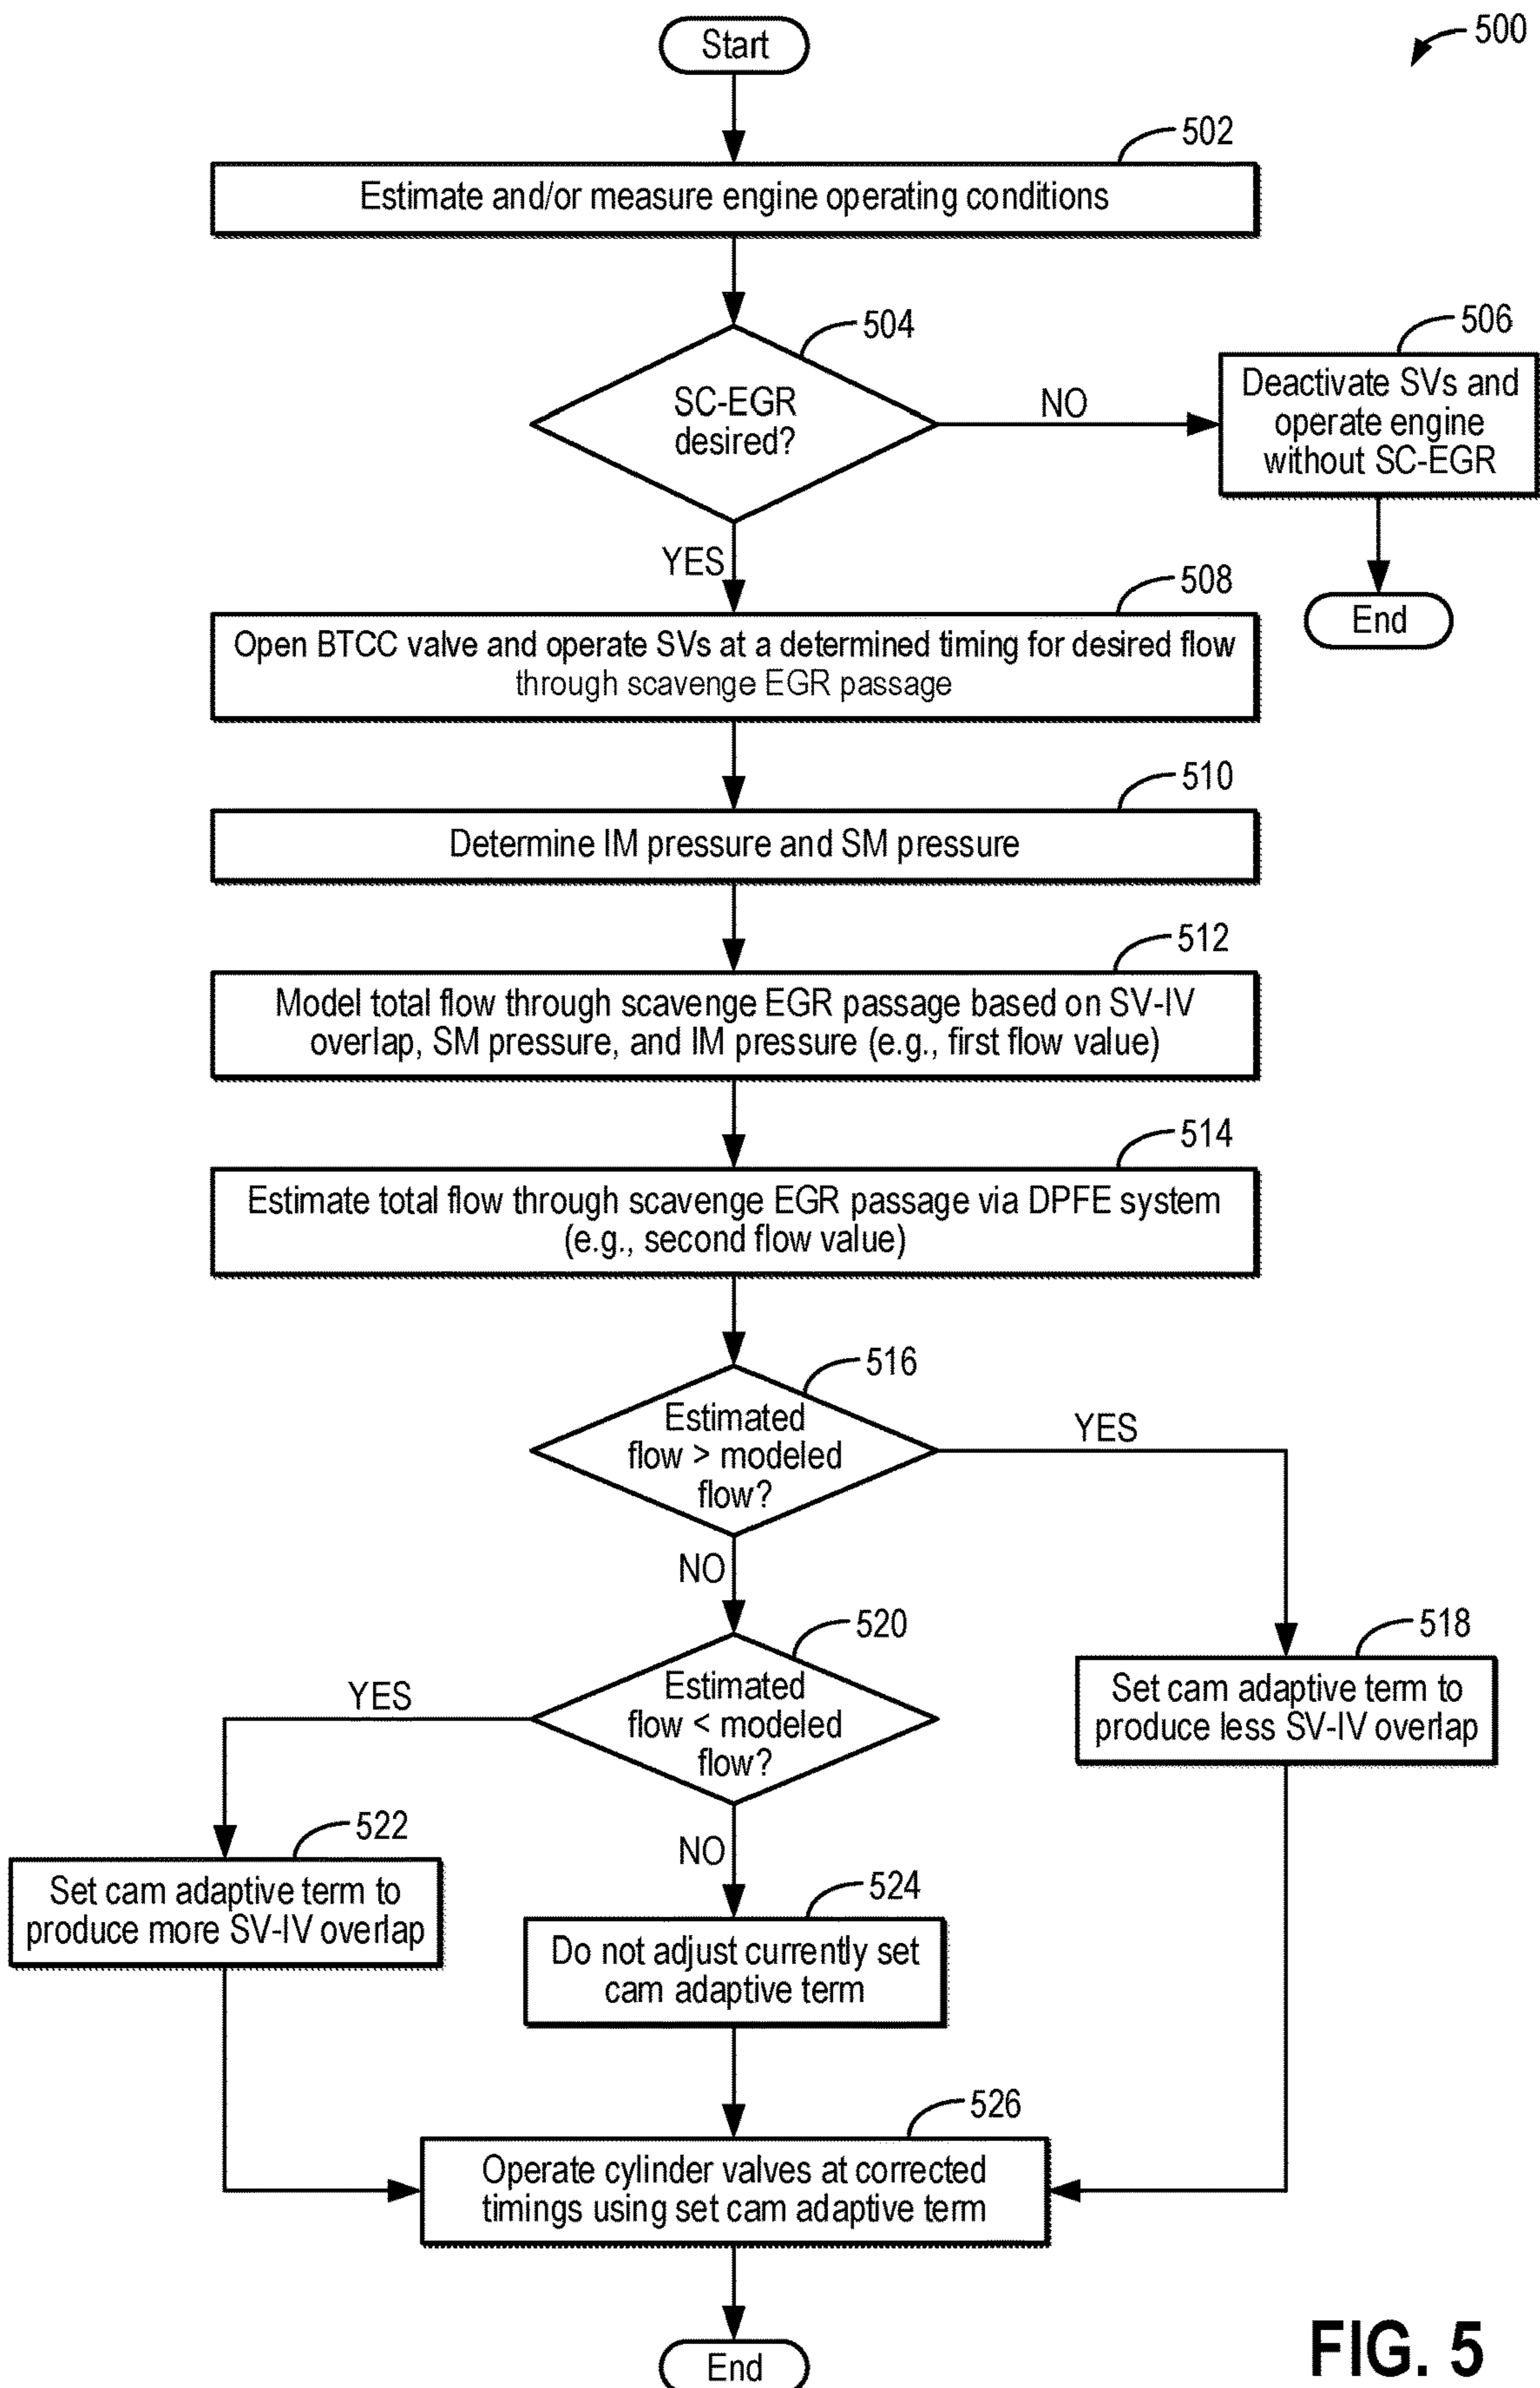 Start
500
502
Estimate and/or measure engine operating conditions
504
SC-EGR
desired?
NO
506
Deactivate SVs and
operate engine
without SC-EGR
End
YES
508
Open BTCC valve and operate SVs at a determined timing for desired flow
through scavenge EGR passage
510
Determine IM pressure and SM pressure
512
Model total flow through scavenge EGR passage based on SV-IV
overlap, SM pressure, and IM pressure (e.g., first flow value)
514
Estimate total flow through scavenge EGR passage via DPFE system
(e.g., second flow value)
516
Estimated
flow > modeled
flow?
YES
NO
518
Set cam adaptive term to
produce less SV-IV overlap
520
Estimated
flow < modeled
flow?
YES
522
Set cam adaptive term to
produce more SV-IV overlap
NO
524
Do not adjust currently set
cam adaptive term
526
Operate cylinder valves at corrected
timings using set cam adaptive term
End
FIG. 5